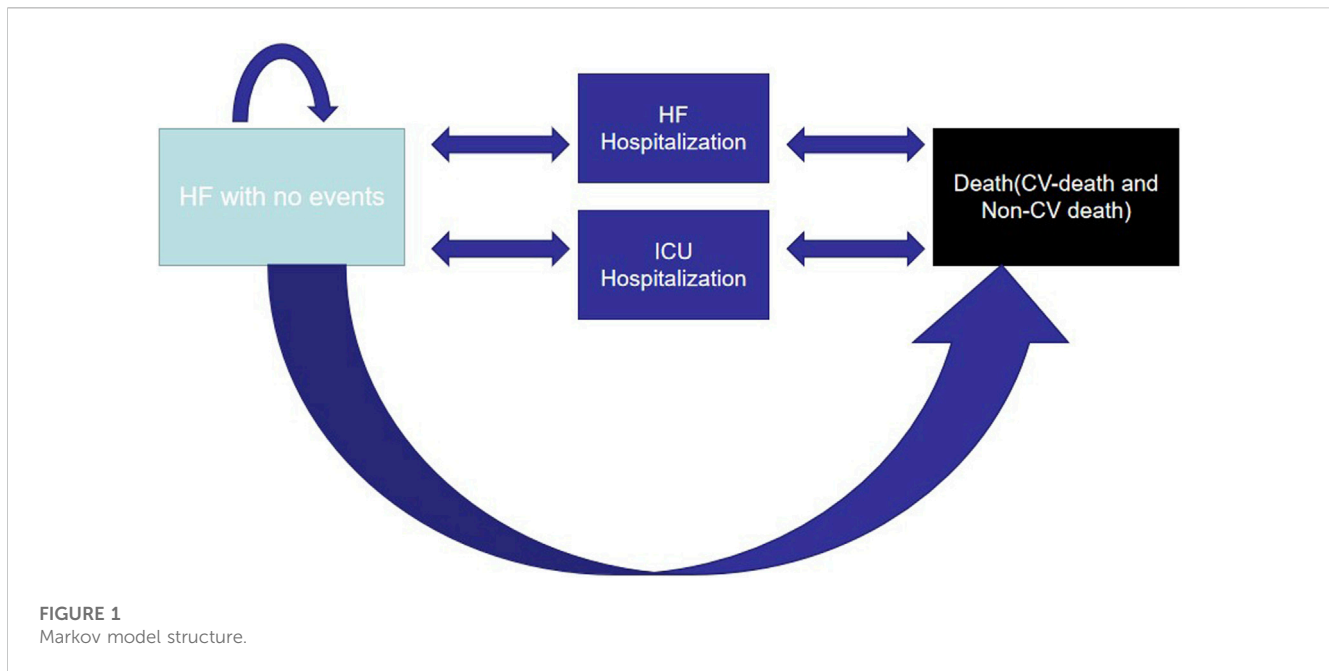 HF with no events
HF
Hospitalization
ICU
Hospitalization
Death(CV-death and
Non-CV death)
FIGURE 1
Markov model structure.